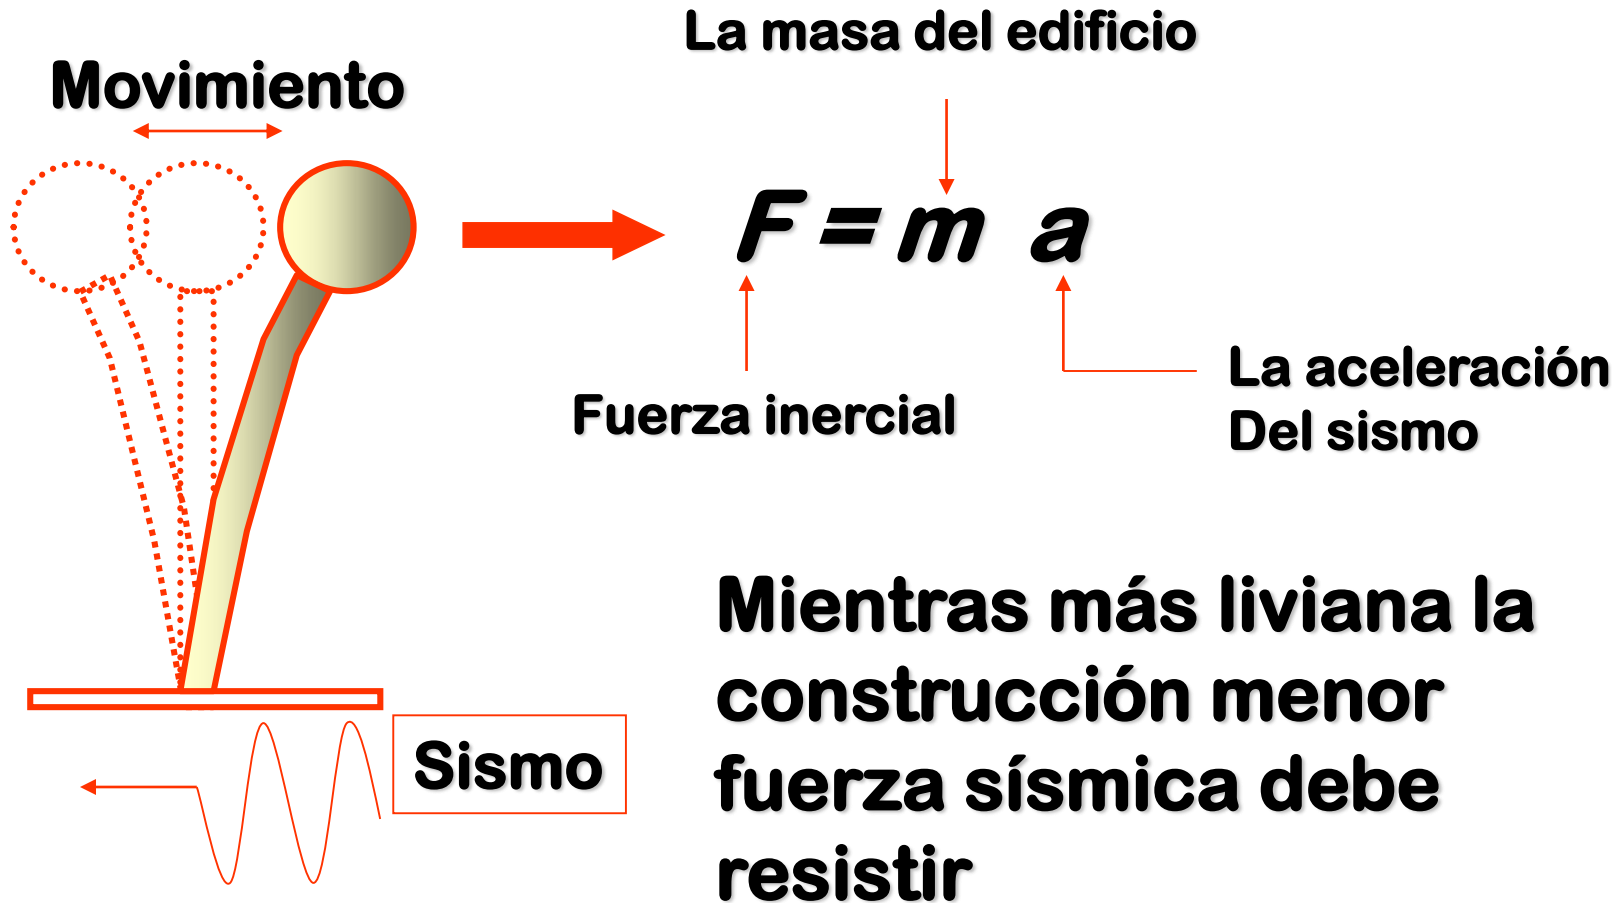 La masa del edificio
Movimiento
F = m a
Fuerza inercial
La aceleración
Del sismo
Sismo
Mientras más liviana la
construcción menor
fuerza sísmica debe
resistir